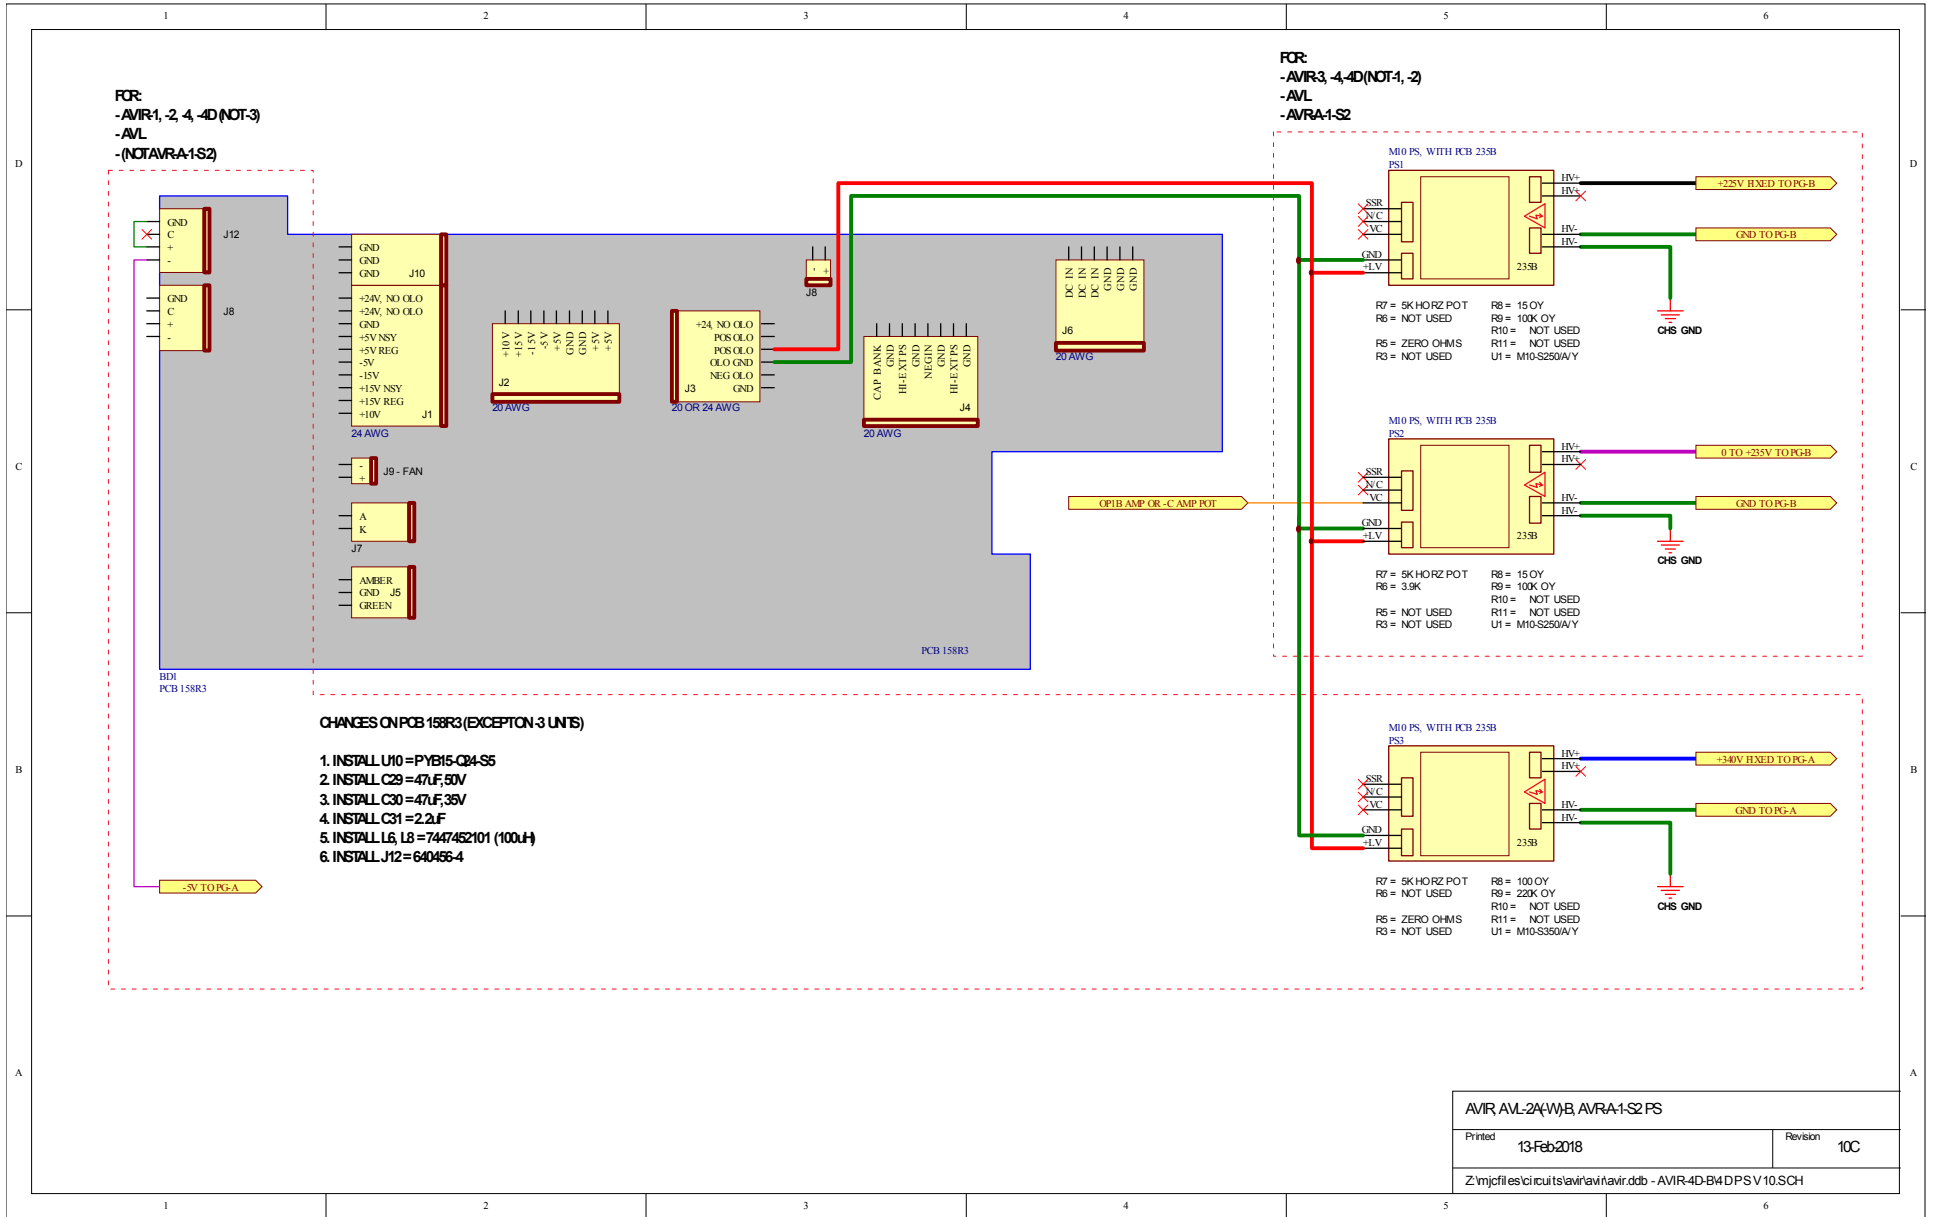 1 2 3 4 5 6
FOR:
-AVIR-1, -2, -4, -4D (NOT-3)
-AVL
-(NOT AVR-A-1-S2)
FOR:
-AVIR-3, -4,-4D(NOT-1, -2)
-AVL
-AVRA-1-S2
D
D
GND
C
+
-
J12
GND
C
+
-
J8
GND
GND
GND
J10
+24V, NO OLO
+24V, NO OLO
GND
+5V NSY
+5V REG
-5V
-15V
+15V NSY
+15V REG
+10V
J1
24 AWG
+10V
+15V
-15V
-5V
+5V
GND
GND
+5V
+5V
J2
20 AWG
+24, NO OLO
POS OLO
POS OLO
OLO GND
NEG OLO
GND
J3
20 OR 24 AWG
- +
J8
CAP BANK
GND
HI-EXT PS
GND
NEGIN
GND
HI-EXT PS
GND
J4
20 AWG
DC IN
DC IN
DC IN
GND
GND
GND
J6
20 AWG
C
C
-
+
J9 - FAN
A
K
J7
AMBER
GND
GREEN
J5
PCB 158R3
BD1
PCB 158R3
M10 PS, WITH PCB 235B
PS1
SSR
N/C
VC
GND
+LV
HV+
HV+
HV-
HV-
235B
+225V FIXED TO PG-B
GND TO PG-B
CHS GND
R7 = 5K HORZ POT R8 = 15 OY
R6 = NOT USED R9 = 100K OY
R10 = NOT USED
R5 = ZERO OHMS R11 = NOT USED
R3 = NOT USED U1 = M10-S250/A/Y
M10 PS, WITH PCB 235B
PS2
SSR
N/C
VC
GND
+LV
HV+
HV+
HV-
HV-
235B
OP1B AMP OR -C AMP POT
0 TO +235V TO PG-B
GND TO PG-B
CHS GND
R7 = 5K HORZ POT R8 = 15 OY
R6 = 3.9K R9 = 100K OY
R10 = NOT USED
R5 = NOT USED R11 = NOT USED
R3 = NOT USED U1 = M10-S250/A/Y
CHANGES ON PCB 158R3 (EXCEPT ON -3 UNITS)
1. INSTALL U10 = PYB15-Q24-S5
2. INSTALL C29 = 47uF, 50V
3. INSTALL C30 = 47uF, 35V
4. INSTALL C31 = 2.2uF
5. INSTALL L6, L8 = 7447452101 (100uH)
6. INSTALL J12 = 640456-4
-5V TO PG-A
B
B
M10 PS, WITH PCB 235B
PS3
SSR
N/C
VC
GND
+LV
HV+
HV+
HV-
HV-
235B
+340V FIXED TO PG-A
GND TO PG-A
CHS GND
R7 = 5K HORZ POT R8 = 100 OY
R6 = NOT USED R9 = 220K OY
R10 = NOT USED
R5 = ZERO OHMS R11 = NOT USED
R3 = NOT USED U1 = M10-S350/A/Y
A
A
AVIR, AVL-2A(-W)-B, AVR-A-1-S2 PS
Printed 13-Feb-2018 Revision 10C
Z:\mjcfiles\circuits\avir\avir\avir.ddb - AVIR-4D-B\4DPS V10.SCH
1 2 3 4 5 6